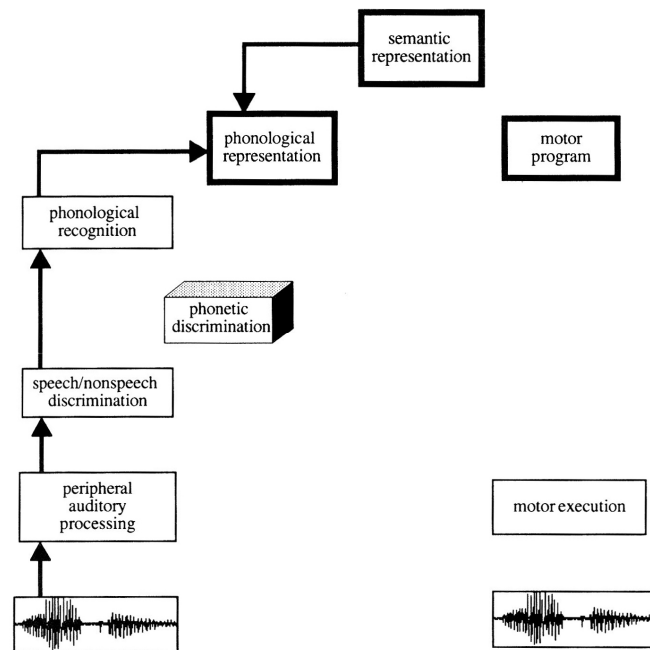 semantic
representation
phonological
representation
motor
program
phonological
recognition
phonetic
discrimination
speech/nonspeech
discrimination
peripheral
auditory
processing
motor execution